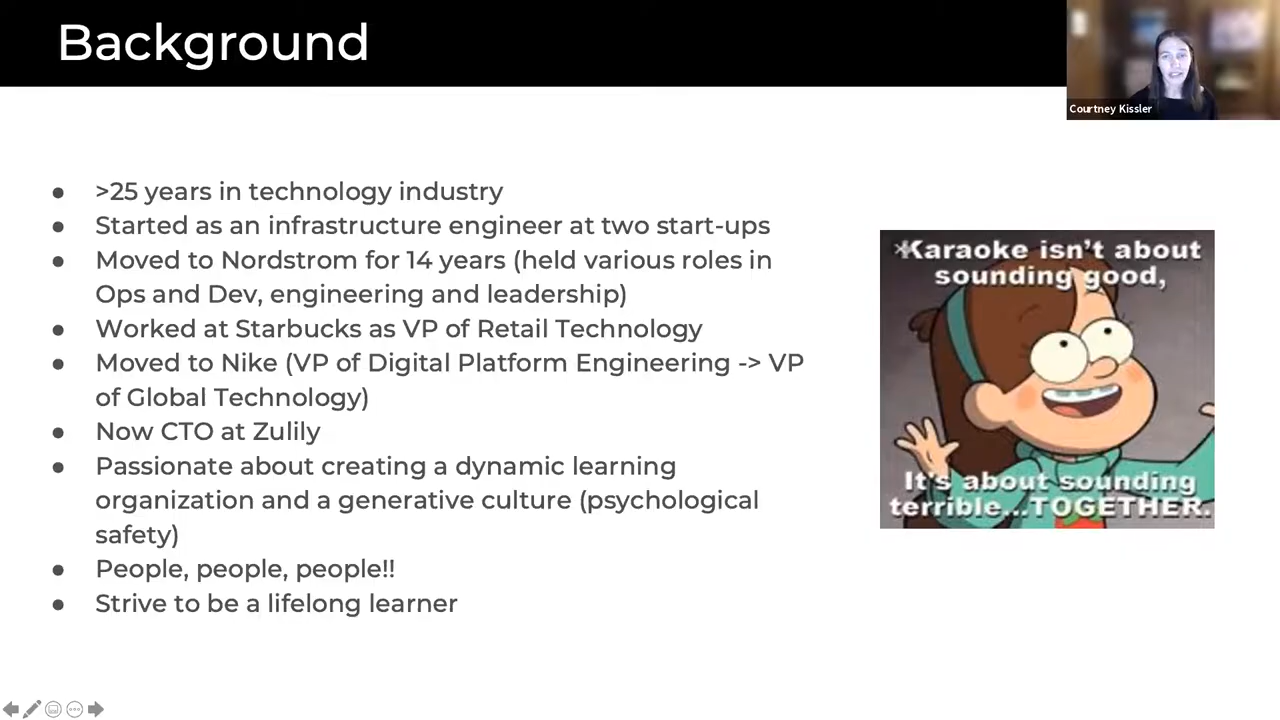 Background
Courtney Kissler
● >25 years in technology industry
● Started as an infrastructure engineer at two start-ups
● Moved to Nordstrom for 14 years (held various roles in
Ops and Dev, engineering and leadership)
● Worked at Starbucks as VP of Retail Technology
● Moved to Nike (VP of Digital Platform Engineering -> VP
of Global Technology)
● Now CTO at Zulily
● Passionate about creating a dynamic learning
organization and a generative culture (psychological
safety)
● People, people, people!!
● Strive to be a lifelong learner
*Karaoke isn't about
sounding good,
It's about sounding
terrible...TOGETHER.